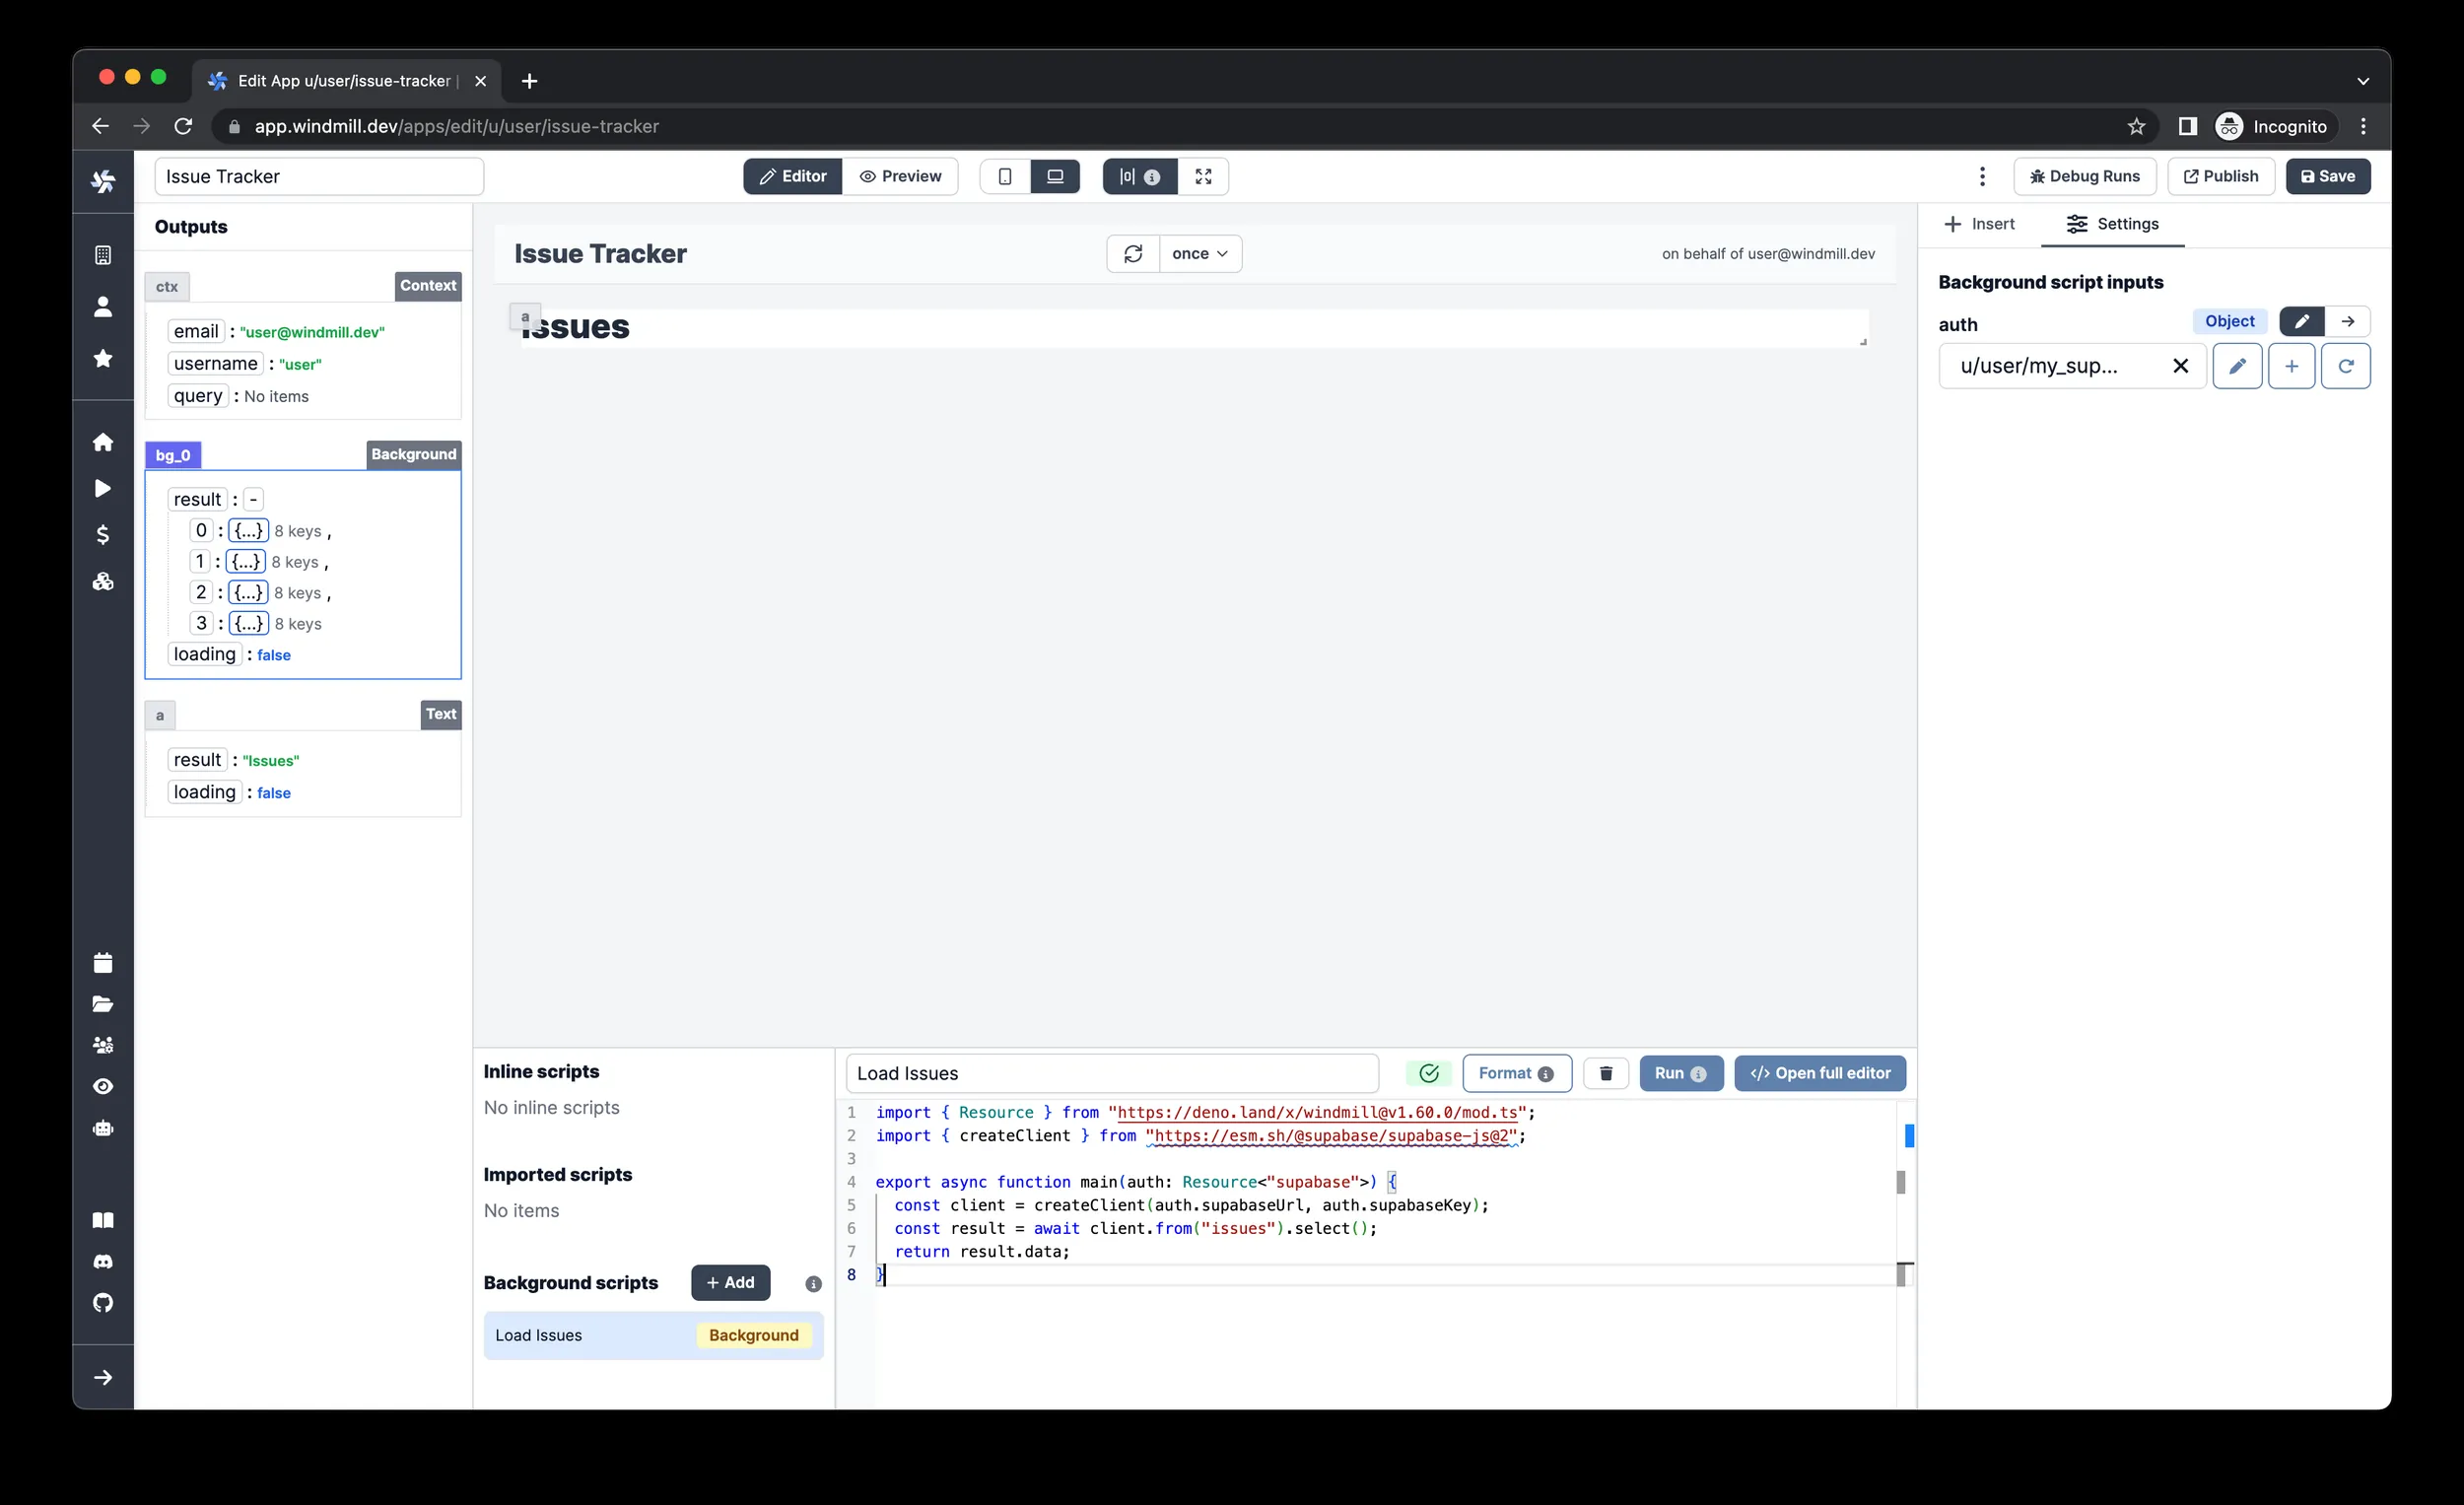 Edit App u/user/issue-tracker |
app.windmill.dev/apps/edit/u/user/issue-tracker
Incognito
Issue Tracker
Editor
Preview
Debug Runs
Publish
Save
Outputs
ctx
Context
email : "user@windmill.dev"
username : "user"
query : No items
bg_0
Background
result : -
0 : {...} 8 keys ,
1 : {...} 8 keys ,
2 : {...} 8 keys ,
3 : {...} 8 keys
loading : false
a
Text
result : "Issues"
loading : false
Issue Tracker
once
on behalf of user@windmill.dev
a
Issues
Insert
Settings
Background script inputs
auth
Object
u/user/my_sup...
Inline scripts
No inline scripts
Imported scripts
No items
Background scripts
+ Add
Load Issues
Background
Load Issues
Format
Run
</> Open full editor
1 import { Resource } from "https://deno.land/x/windmill@v1.60.0/mod.ts";
2 import { createClient } from "https://esm.sh/@supabase/supabase-js@2";
3
4 export async function main(auth: Resource<"supabase">) {
5 const client = createClient(auth.supabaseUrl, auth.supabaseKey);
6 const result = await client.from("issues").select();
7 return result.data;
8 }